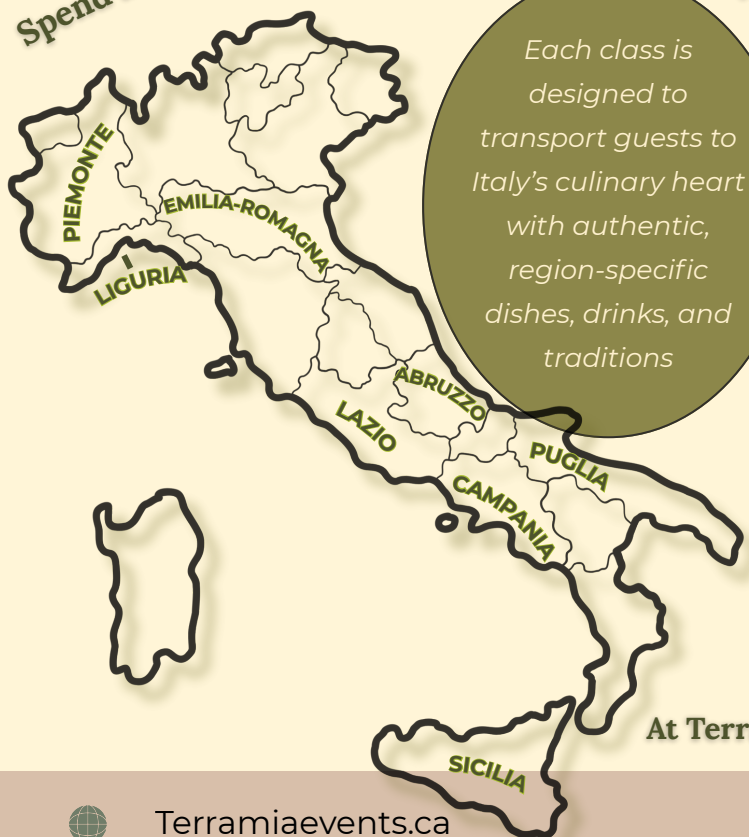 Spend
Each class is
designed to
transport guests to
Italy’s culinary heart
with authentic,
region-specific
dishes, drinks, and
traditions
PIEMONTE
EMILIA-ROMAGNA
LIGURIA
ABRUZZO
LAZIO
PUGLIA
CAMPANIA
At Terr
SICILIA
Terramiaevents.ca